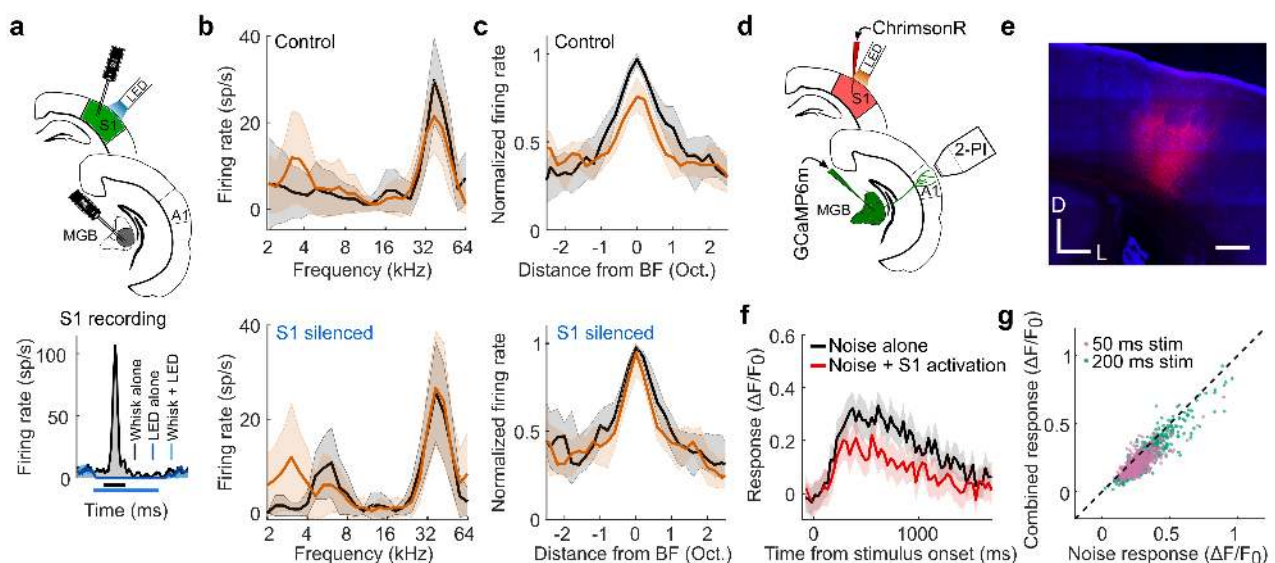 a
LED
S1
A1
MGB
S1 recording
Firing rate (sp/s)
100
50
0
Whisk alone
LED alone
Whisk + LED
Time (ms)
b
Control
Firing rate (sp/s)
40
20
0
2
4
8
16
32
64
Frequency (kHz)
S1 silenced
Firing rate (sp/s)
40
20
0
2
4
8
16
32
64
Frequency (kHz)
c
Control
Normalized firing rate
1
0.5
0
-2
-1
0
1
2
Distance from BF (Oct.)
S1 silenced
Normalized firing rate
1
0.5
0
-2
-1
0
1
2
Distance from BF (Oct.)
d
ChrimsonR
LED
S1
2-PI
A1
GCaMP6m
MGB
e
D
L
f
0.6
0.4
0.2
0
Response (ΔF/F0)
Noise alone
Noise + S1 activation
1000
Time from stimulus onset (ms)
g
50 ms stim
200 ms stim
Combined response (ΔF/F0)
1
0.5
0
0
0.5
1
Noise response (ΔF/F0)